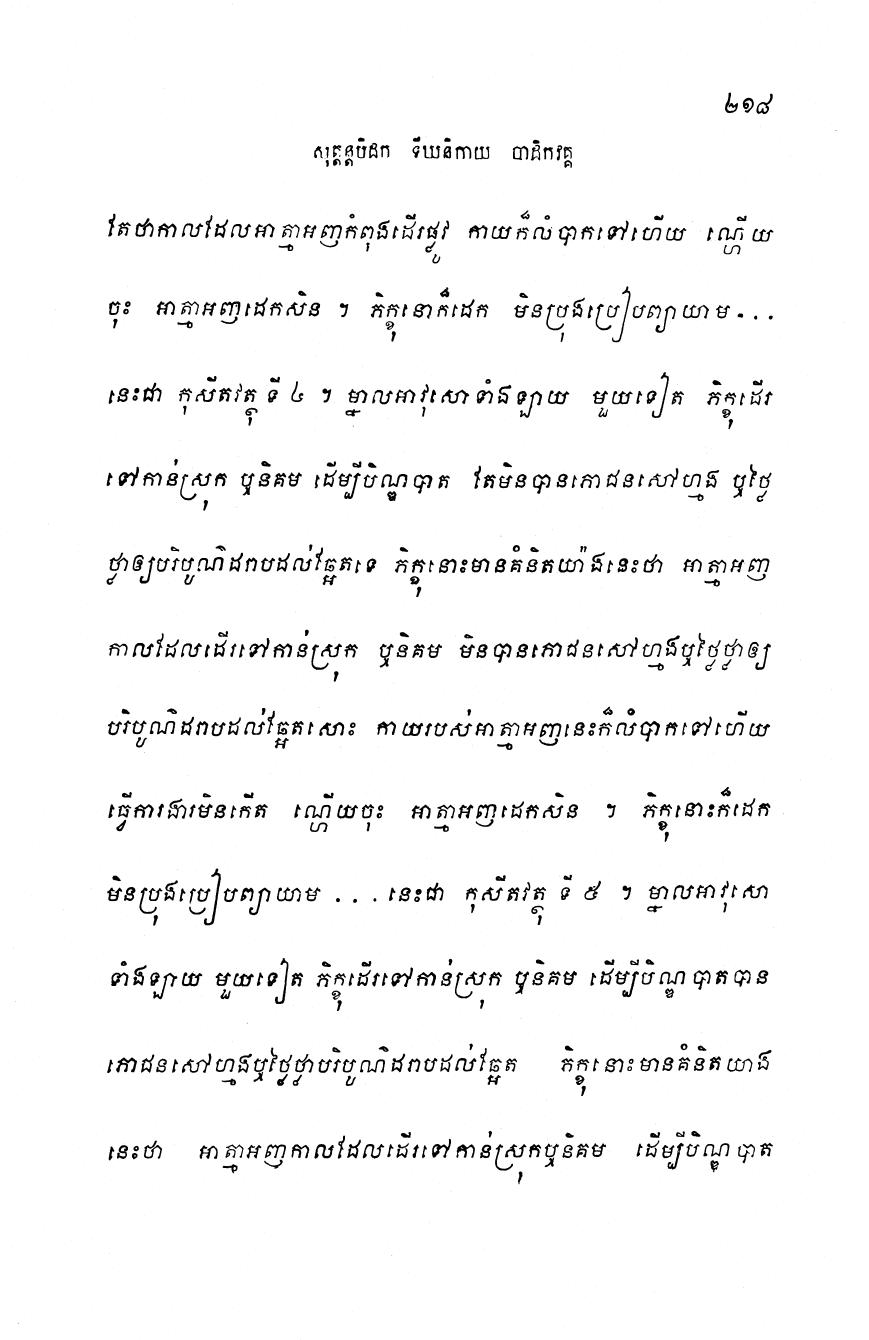 ២១៨
សុត្តន្តបិដក ទីឃនិកាយ បាដិកវគ្គ
តែថាកាលដែលអាត្មាអញកំពុងដើរផ្លូវ កាយក៏លំបាកទៅហើយ ណ្ហើយ
ចុះ អាត្មាអញដេកសិន ។ ភិក្ខុនោក៏ដេក មិនប្រុងប្រៀបព្យាយាម...
នេះជា កុសីតវត្ថុ ទី ៤ ។ ម្នាលអាវុសោទាំងឡាយ មួយទៀត ភិក្ខុដើរ
ទៅកាន់ស្រុក ឬនិគម ដើម្បីបិណ្ឌបាត តែមិនបានភោជនសៅហ្មង ឬថ្លៃ
ថ្លាឲ្យបរិបូណ៌ដរាបដល់ឆ្អែតទេ ភិក្ខុនោះមានគំនិតយ៉ាងនេះថា អាត្មាអញ
កាលដែលដើរទៅកាន់ស្រុក ឬនិគម មិនបានភោជនសៅហ្មងឬថ្លៃថ្លាឲ្យ
បរិបូណ៌ដរាបដល់ឆ្អែតសោះ កាយរបស់អាត្មាអញនេះក៏លំបាកទៅហើយ
ធ្វើការងារមិនកើត ណ្ហើយចុះ អាត្មាអញដេកសិន ។ ភិក្ខុនោះក៏ដេក
មិនប្រុងប្រៀបព្យាយាម ...នេះជា កុសីតវត្ថុ ទី ៥ ។ ម្នាលអាវុសោ
ទាំងឡាយ មួយទៀត ភិក្ខុដើរទៅកាន់ស្រុក ឬនិគម ដើម្បីបិណ្ឌបាតបាន
ភោជនសៅហ្មងឬថ្លៃថ្លាបរិបូណ៌ដរាបដល់ឆ្អែត ភិក្ខុនោះមានគំនិតយាង
នេះថា អាត្មាអញកាលដែលដើរទៅកាន់ស្រុកឬនិគម ដើម្បីបិណ្ឌបាត